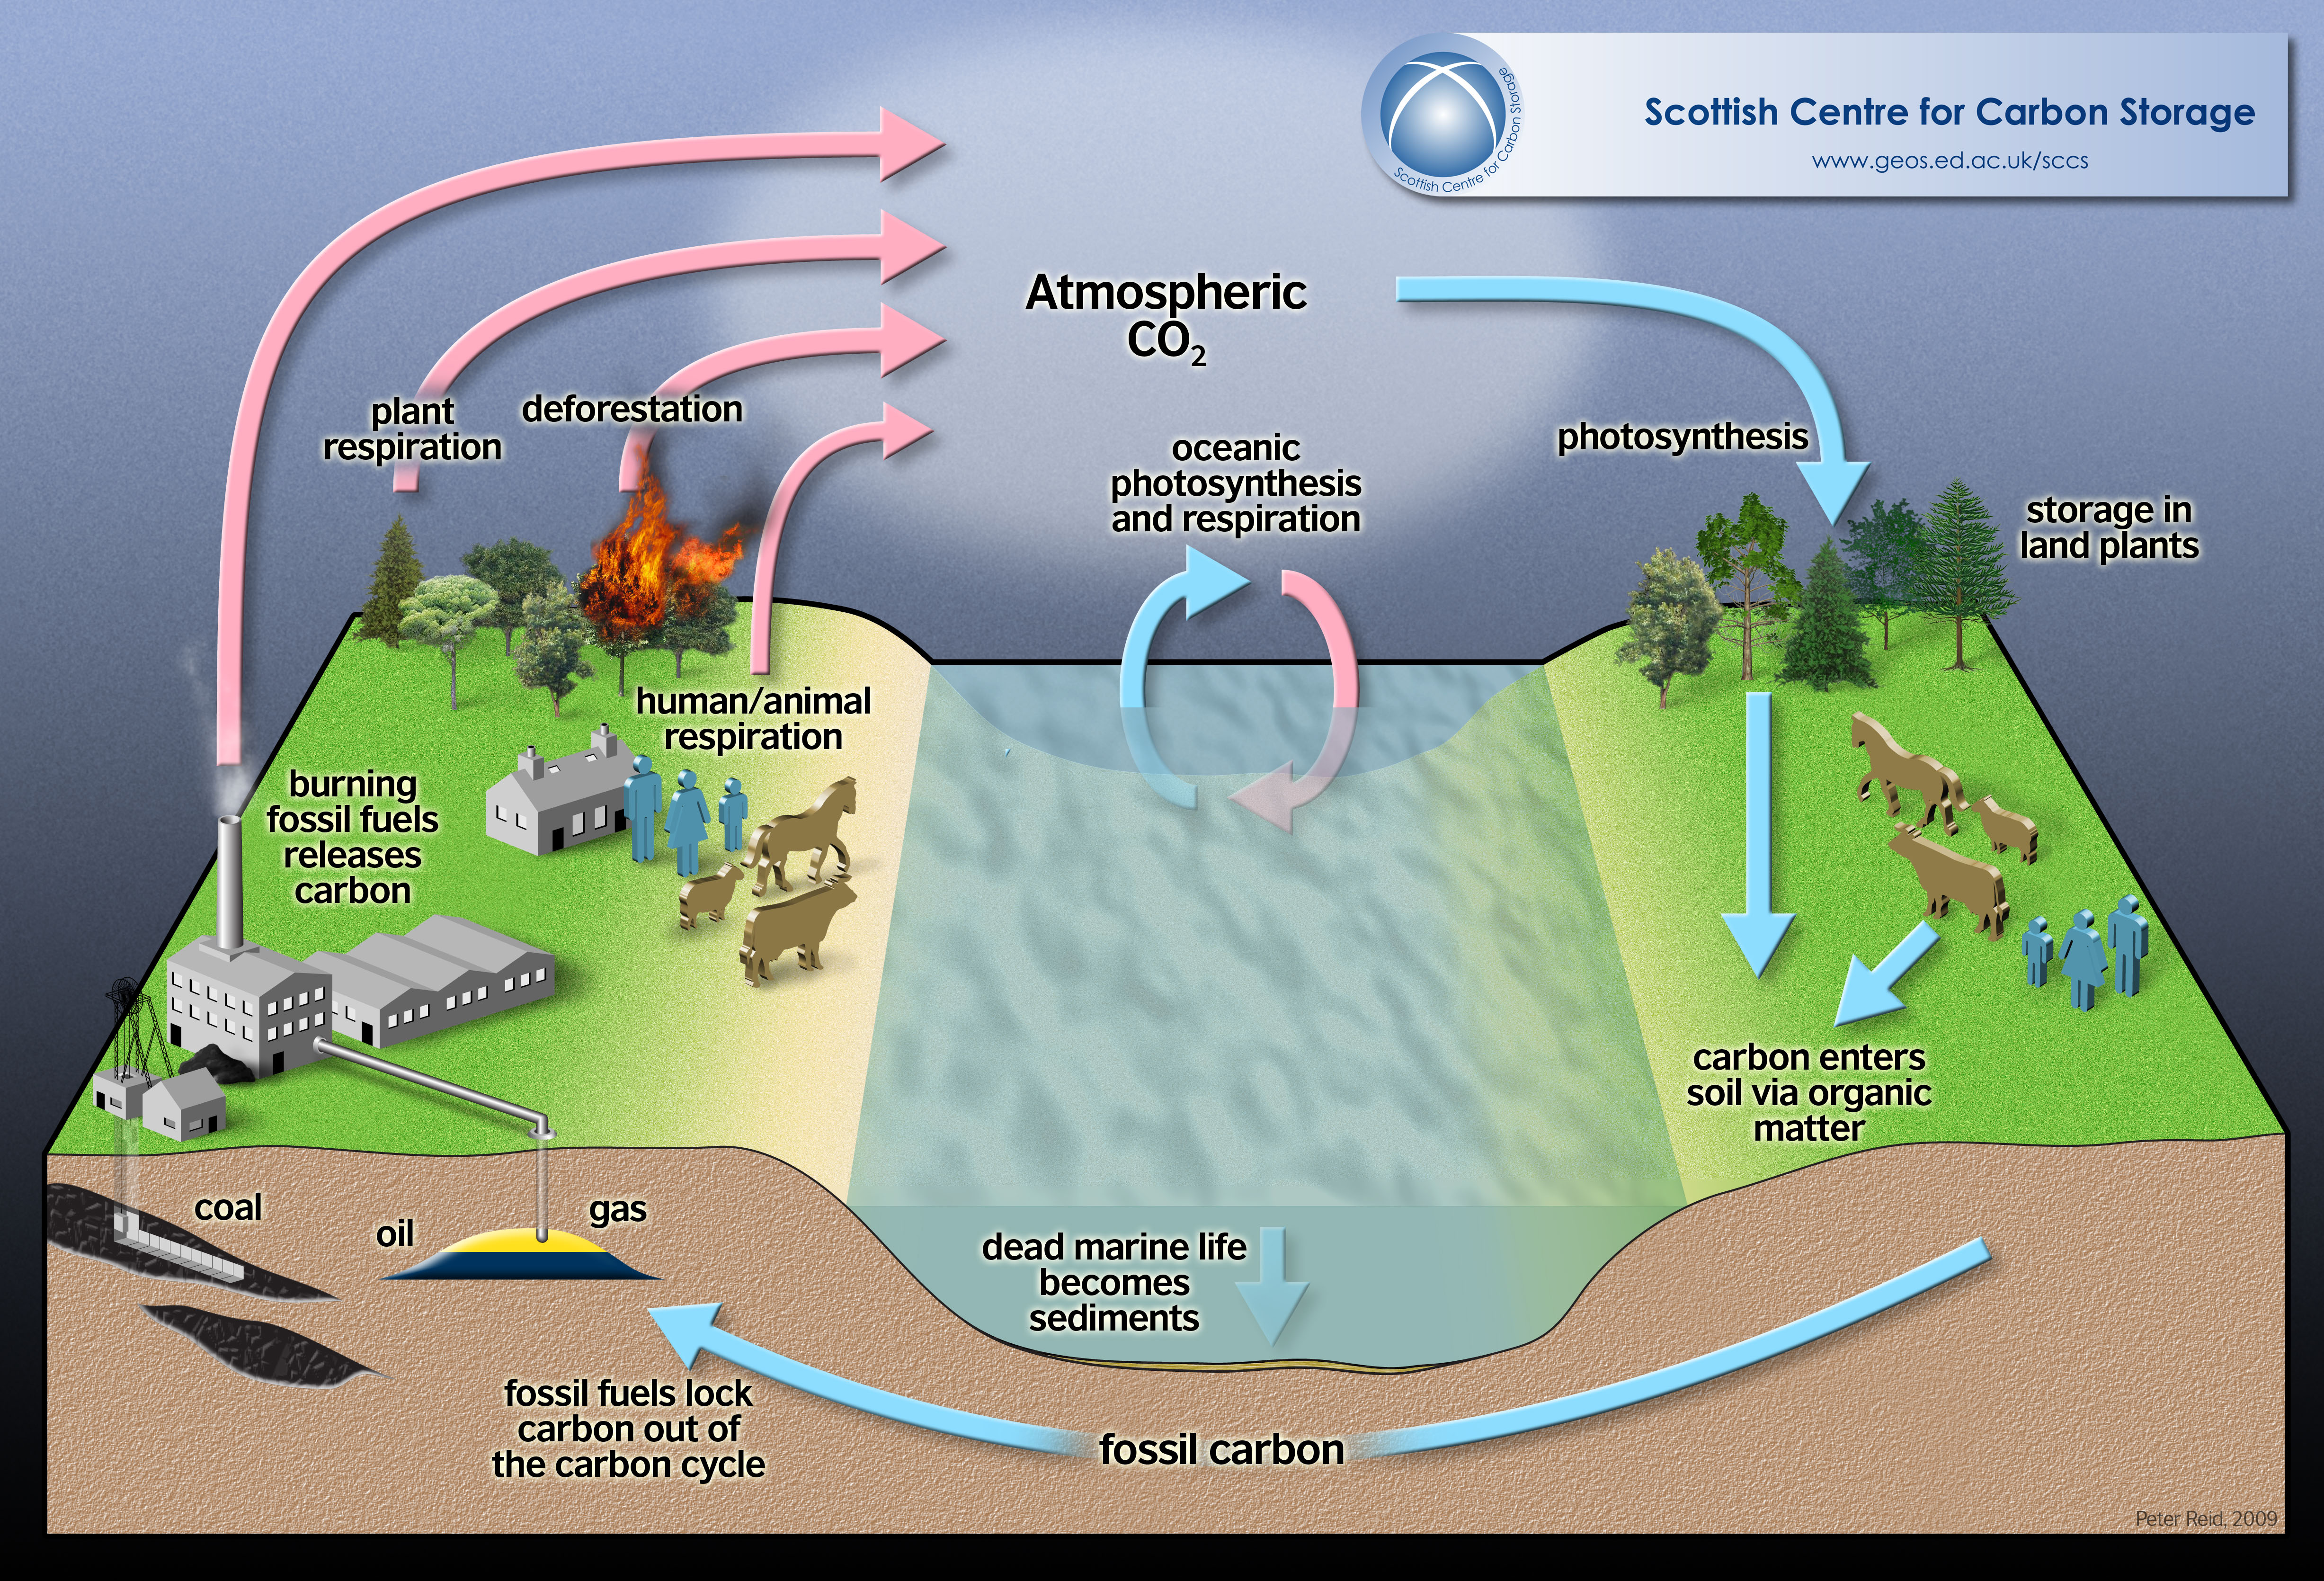 Scottish Centre for Carbon Storage
Scottish Centre for Carbon Storage
www.geos.ed.ac.uk/sccs
Atmospheric
CO₂
plant
respiration
deforestation
oceanic
photosynthesis
and respiration
photosynthesis
storage in
land plants
human/animal
respiration
burning
fossil fuels
releases
carbon
carbon enters
soil via organic
matter
coal
oil
gas
dead marine life
becomes
sediments
fossil fuels lock
carbon out of
the carbon cycle
fossil carbon
Peter Reid, 2009